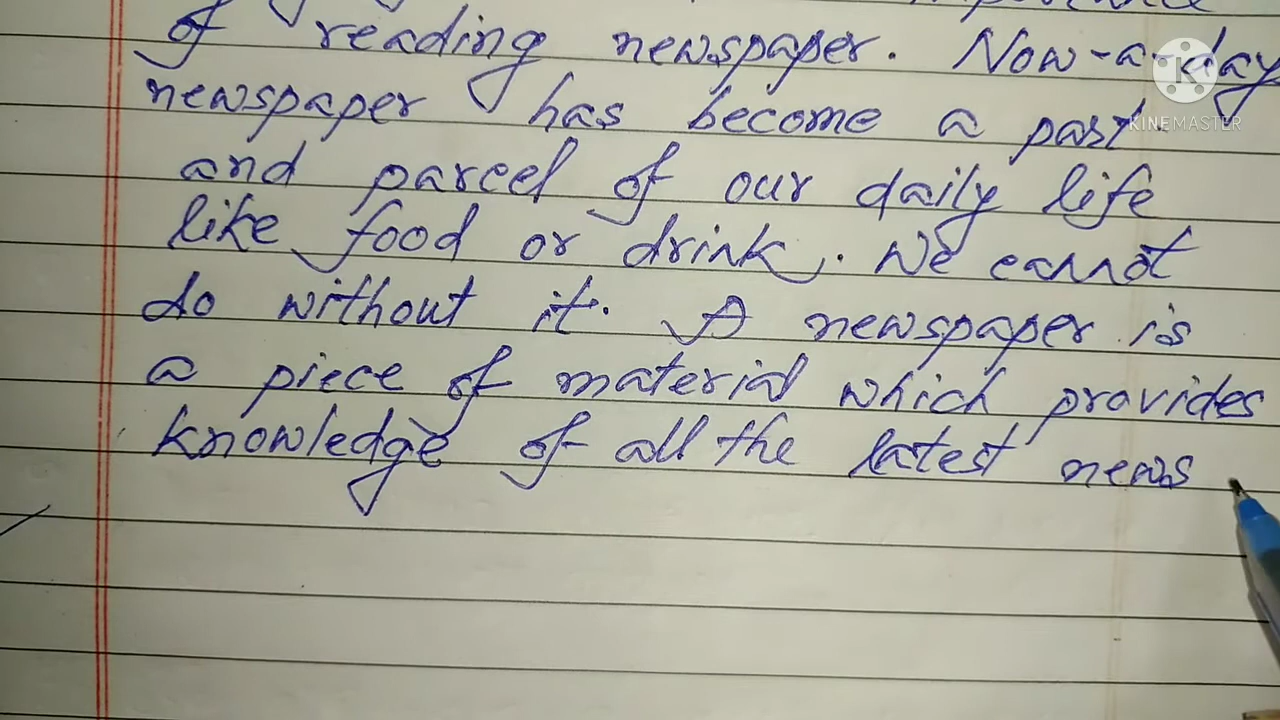 of reading newspaper. Now-a-day
newspaper has become a part
and parcel of our daily life
like food or drink. We cannot
do without it. A newspaper is
a piece of material which provides
knowledge of all the latest news
KINEMASTER